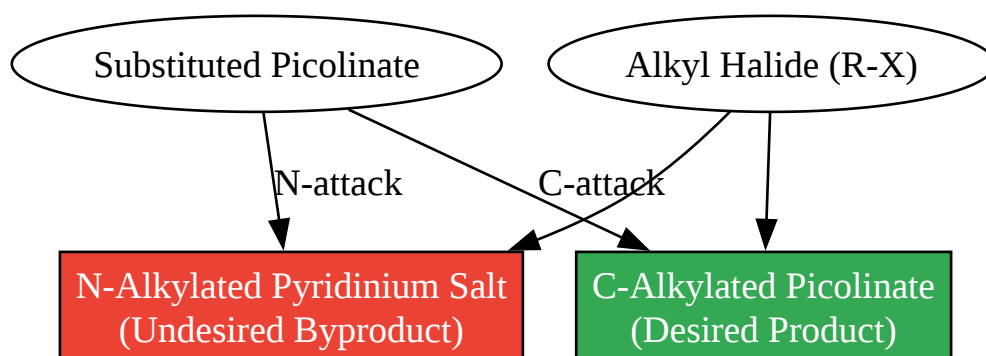 Substituted Picolinate
Alkyl Halide (R-X)
N-attack
C-attack
N-Alkylated Pyridinium Salt
(Undesired Byproduct)
C-Alkylated Picolinate
(Desired Product)